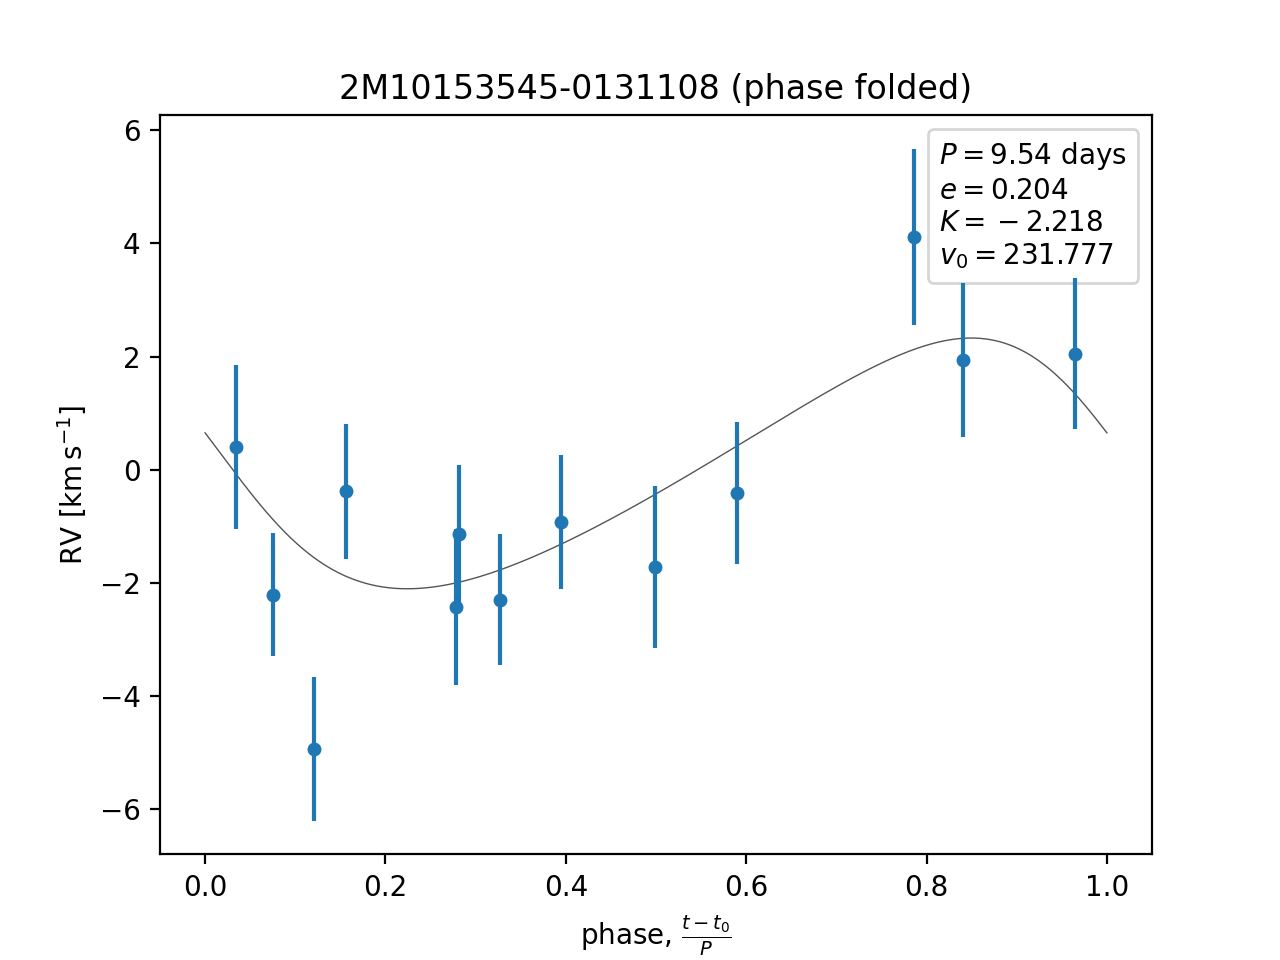 2M10153545-0131108 (phase folded)
P = 9.54 days
e = 0.204
K = −2.218
v₀ = 231.777
6
4
2
0
−2
−4
−6
RV [km s⁻¹]
0.0 0.2 0.4 0.6 0.8 1.0
phase, (t − t₀)/P